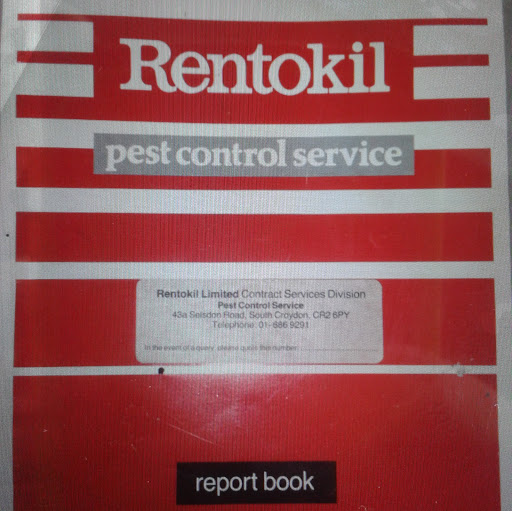 Rentokil
pest control service
Rentokil Limited Contract Services Division
Pest Control Service
43a Selsdon Road, South Croydon, CR2 6PY
Telephone: 01-686 9291
In the event of a query, please quote this number:
report book